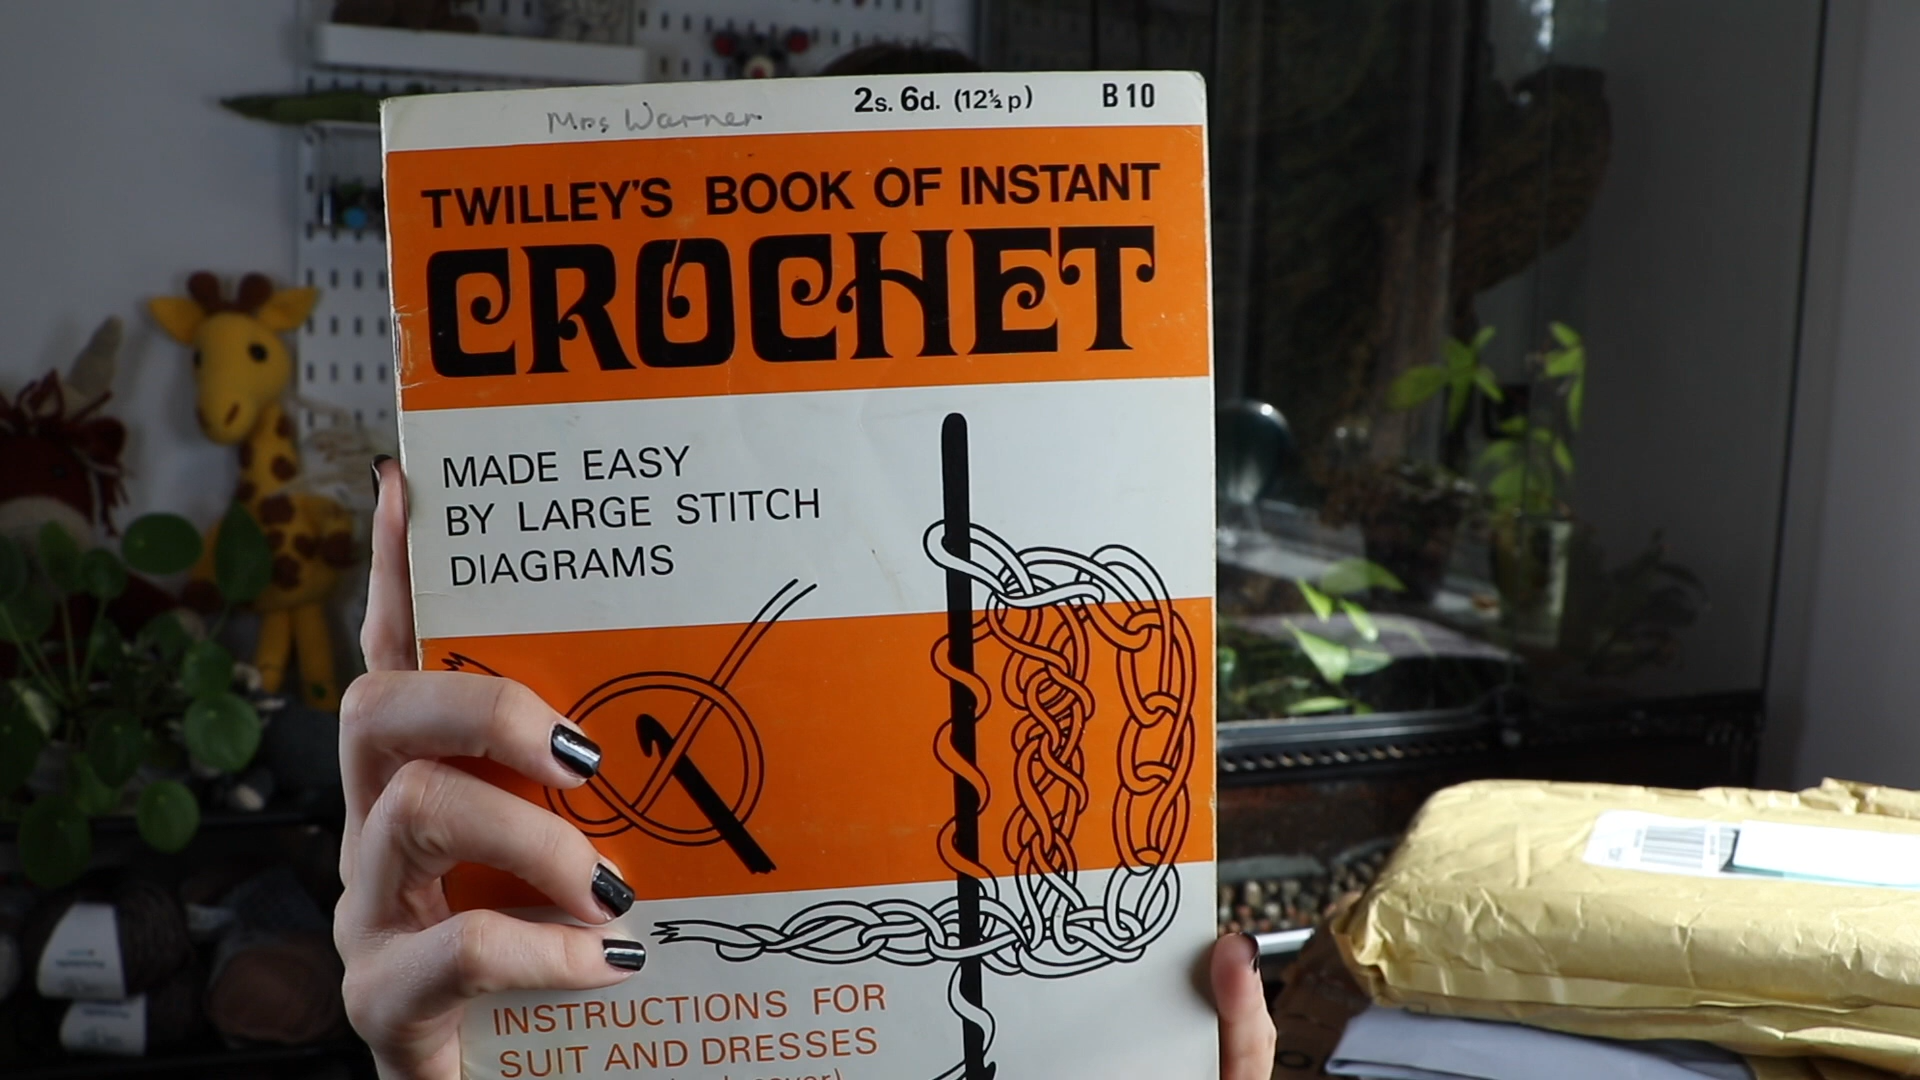 Mrs Warner 2s. 6d. (12½p) B 10
TWILLEY'S BOOK OF INSTANT
CROCHET
MADE EASY
BY LARGE STITCH
DIAGRAMS
INSTRUCTIONS FOR
SUIT AND DRESSES